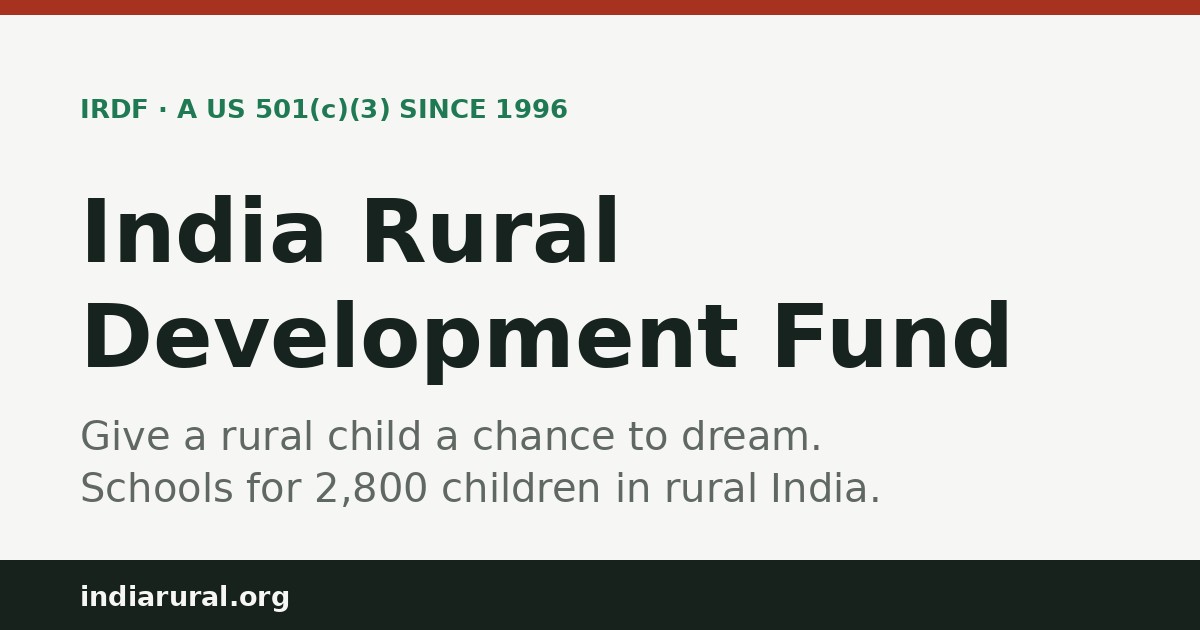 IRDF · A US 501(c)(3) SINCE 1996
India Rural
Development Fund
Give a rural child a chance to dream.
Schools for 2,800 children in rural India.
indiarural.org